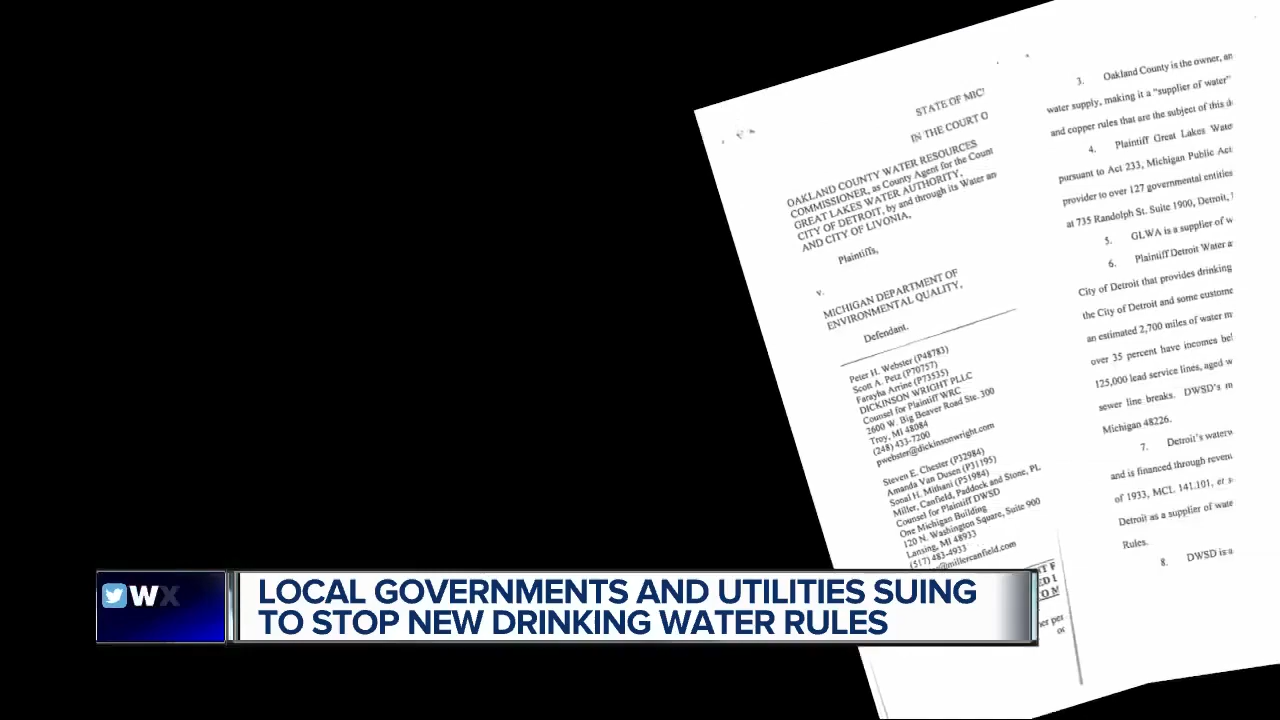 STATE OF MIC
IN THE COURT O
OAKLAND COUNTY WATER RESOURCES
COMMISSIONER, as County Agent for the Count
GREAT LAKES WATER AUTHORITY,
CITY OF DETROIT, by and through its Water an
AND CITY OF LIVONIA,
Plaintiffs,
v.
MICHIGAN DEPARTMENT OF
ENVIRONMENTAL QUALITY,
Defendant.
Peter H. Webster (P48783)
Scott A. Petz (P70757)
Farayha Arrine (P73535)
DICKINSON WRIGHT PLLC
Counsel for Plaintiff WRC
2600 W. Big Beaver Road Ste. 300
Troy, MI 48084
(248) 433-7200
pwebster@dickinsonwright.com
Steven E. Chester (P32984)
Amanda Van Dusen (P31195)
Sonal H. Mithani (P51984)
Miller, Canfield, Paddock and Stone, PL
Counsel for Plaintiff DWSD
One Michigan Building
120 N. Washington Square, Suite 900
Lansing, MI 48933
(517) 483-4933
@millercanfield.com
3. Oakland County is the owner, an
water supply, making it a "supplier of water"
and copper rules that are the subject of this d
4. Plaintiff Great Lakes Wate
pursuant to Act 233, Michigan Public Act
provider to over 127 governmental entities
at 735 Randolph St. Suite 1900, Detroit,
5. GLWA is a supplier of w
6. Plaintiff Detroit Water a
City of Detroit that provides drinking
the City of Detroit and some custome
an estimated 2,700 miles of water m
over 35 percent have incomes bel
125,000 lead service lines, aged w
sewer line breaks. DWSD's m
Michigan 48226.
7. Detroit's waterw
and is financed through reven
of 1933, MCL 141.101, et s
Detroit as a supplier of wate
Rules.
8. DWSD is a
WX
LOCAL GOVERNMENTS AND UTILITIES SUING
TO STOP NEW DRINKING WATER RULES